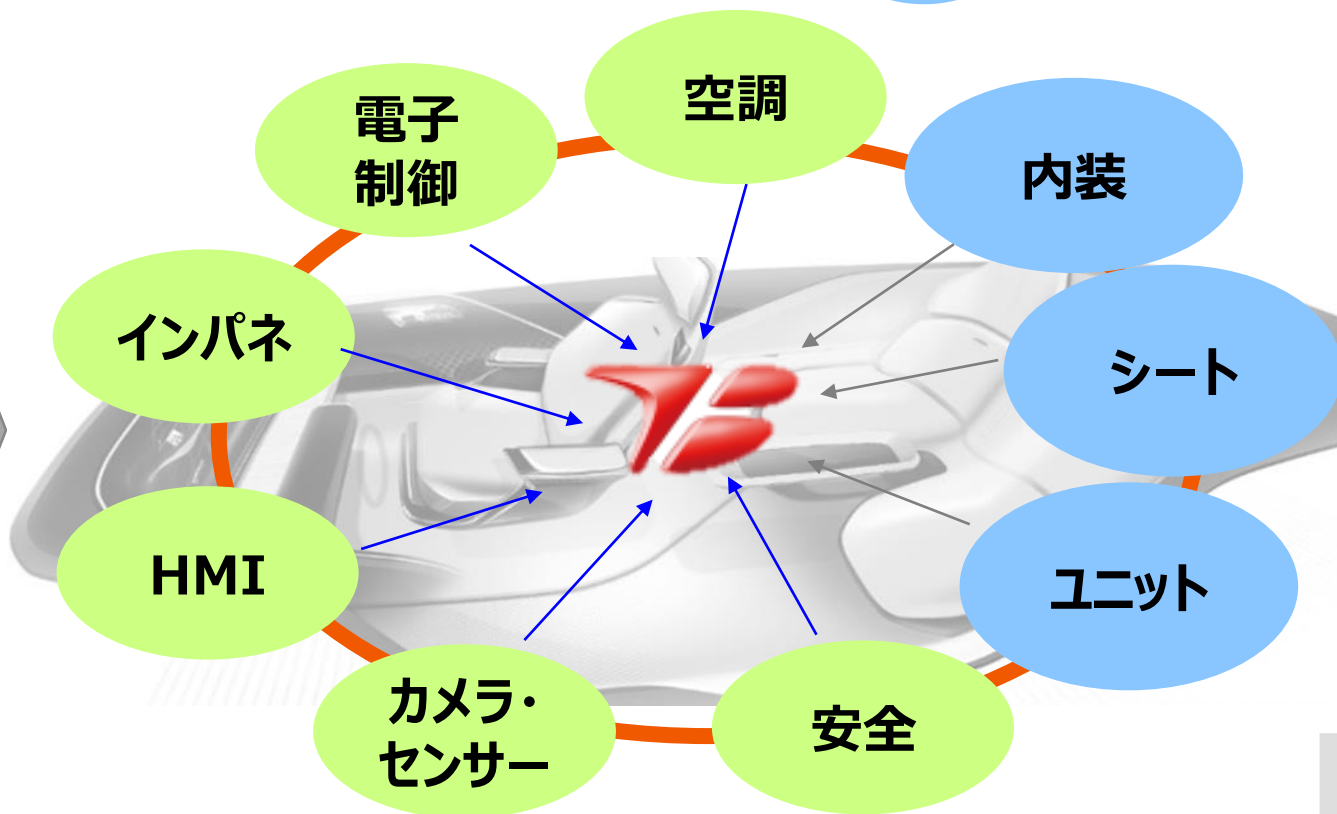 空調
電子
制御
内装
インパネ
シート
HMI
ユニット
カメラ・
センサー
安全
TB